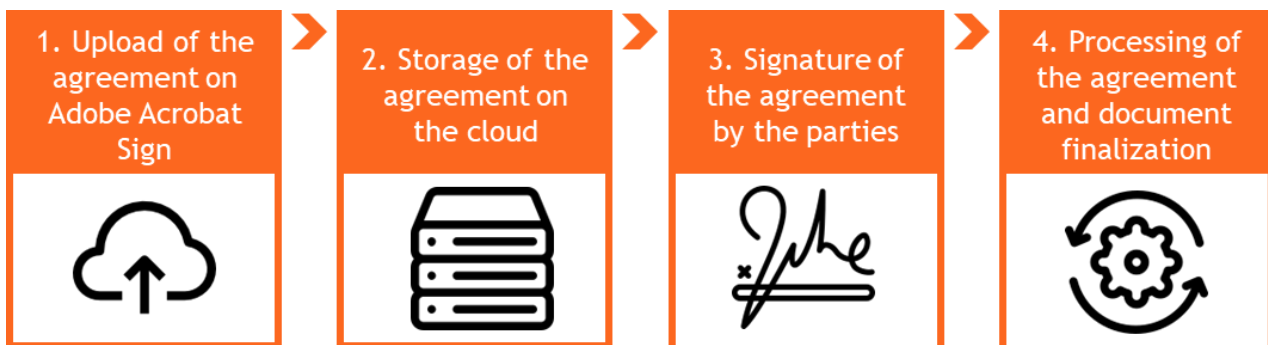 1. Upload of the
agreement on
Adobe Acrobat
Sign
2. Storage of the
agreement on
the cloud
3. Signature of
the agreement
by the parties
4. Processing of
the agreement
and document
finalization